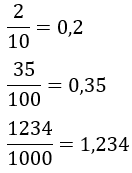 2/10 = 0,2
35/100 = 0,35
1234/1000 = 1,234